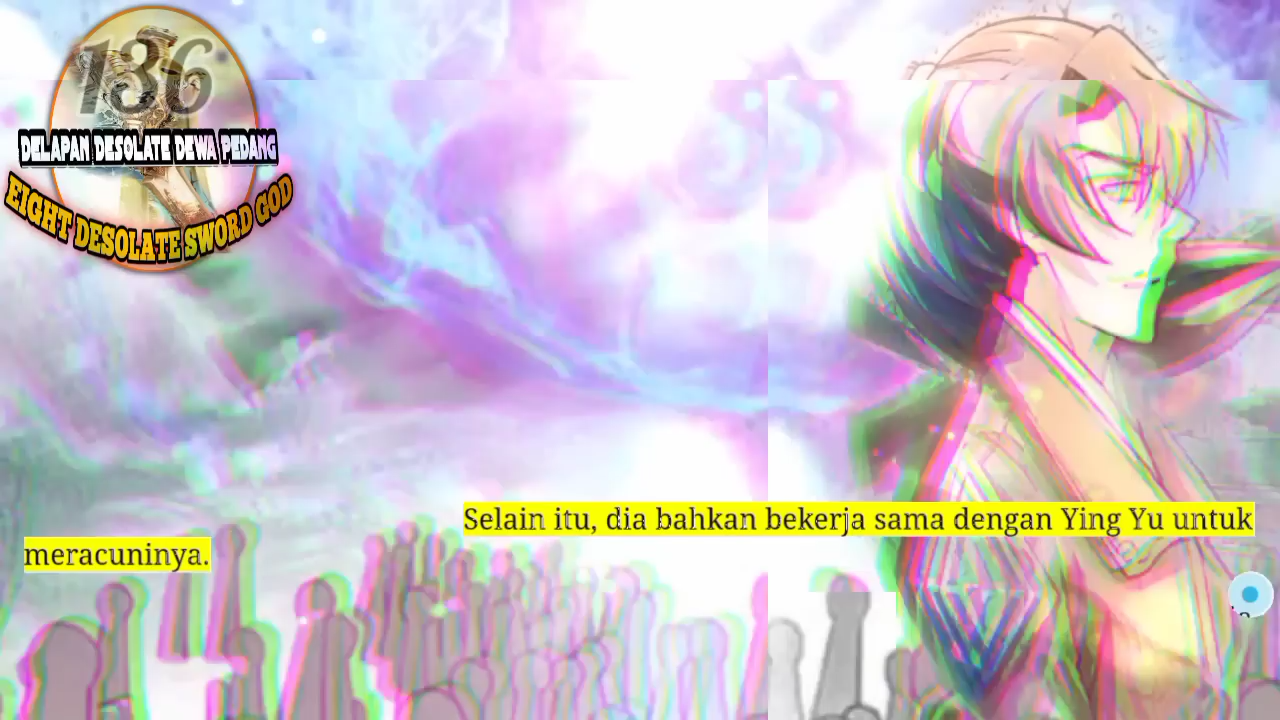 186
DELAPAN DESOLATE DEWA PEDANG
EIGHT DESOLATE SWORD GOD
Selain itu, dia bahkan bekerja sama dengan Ying Yu untuk
meracuninya.